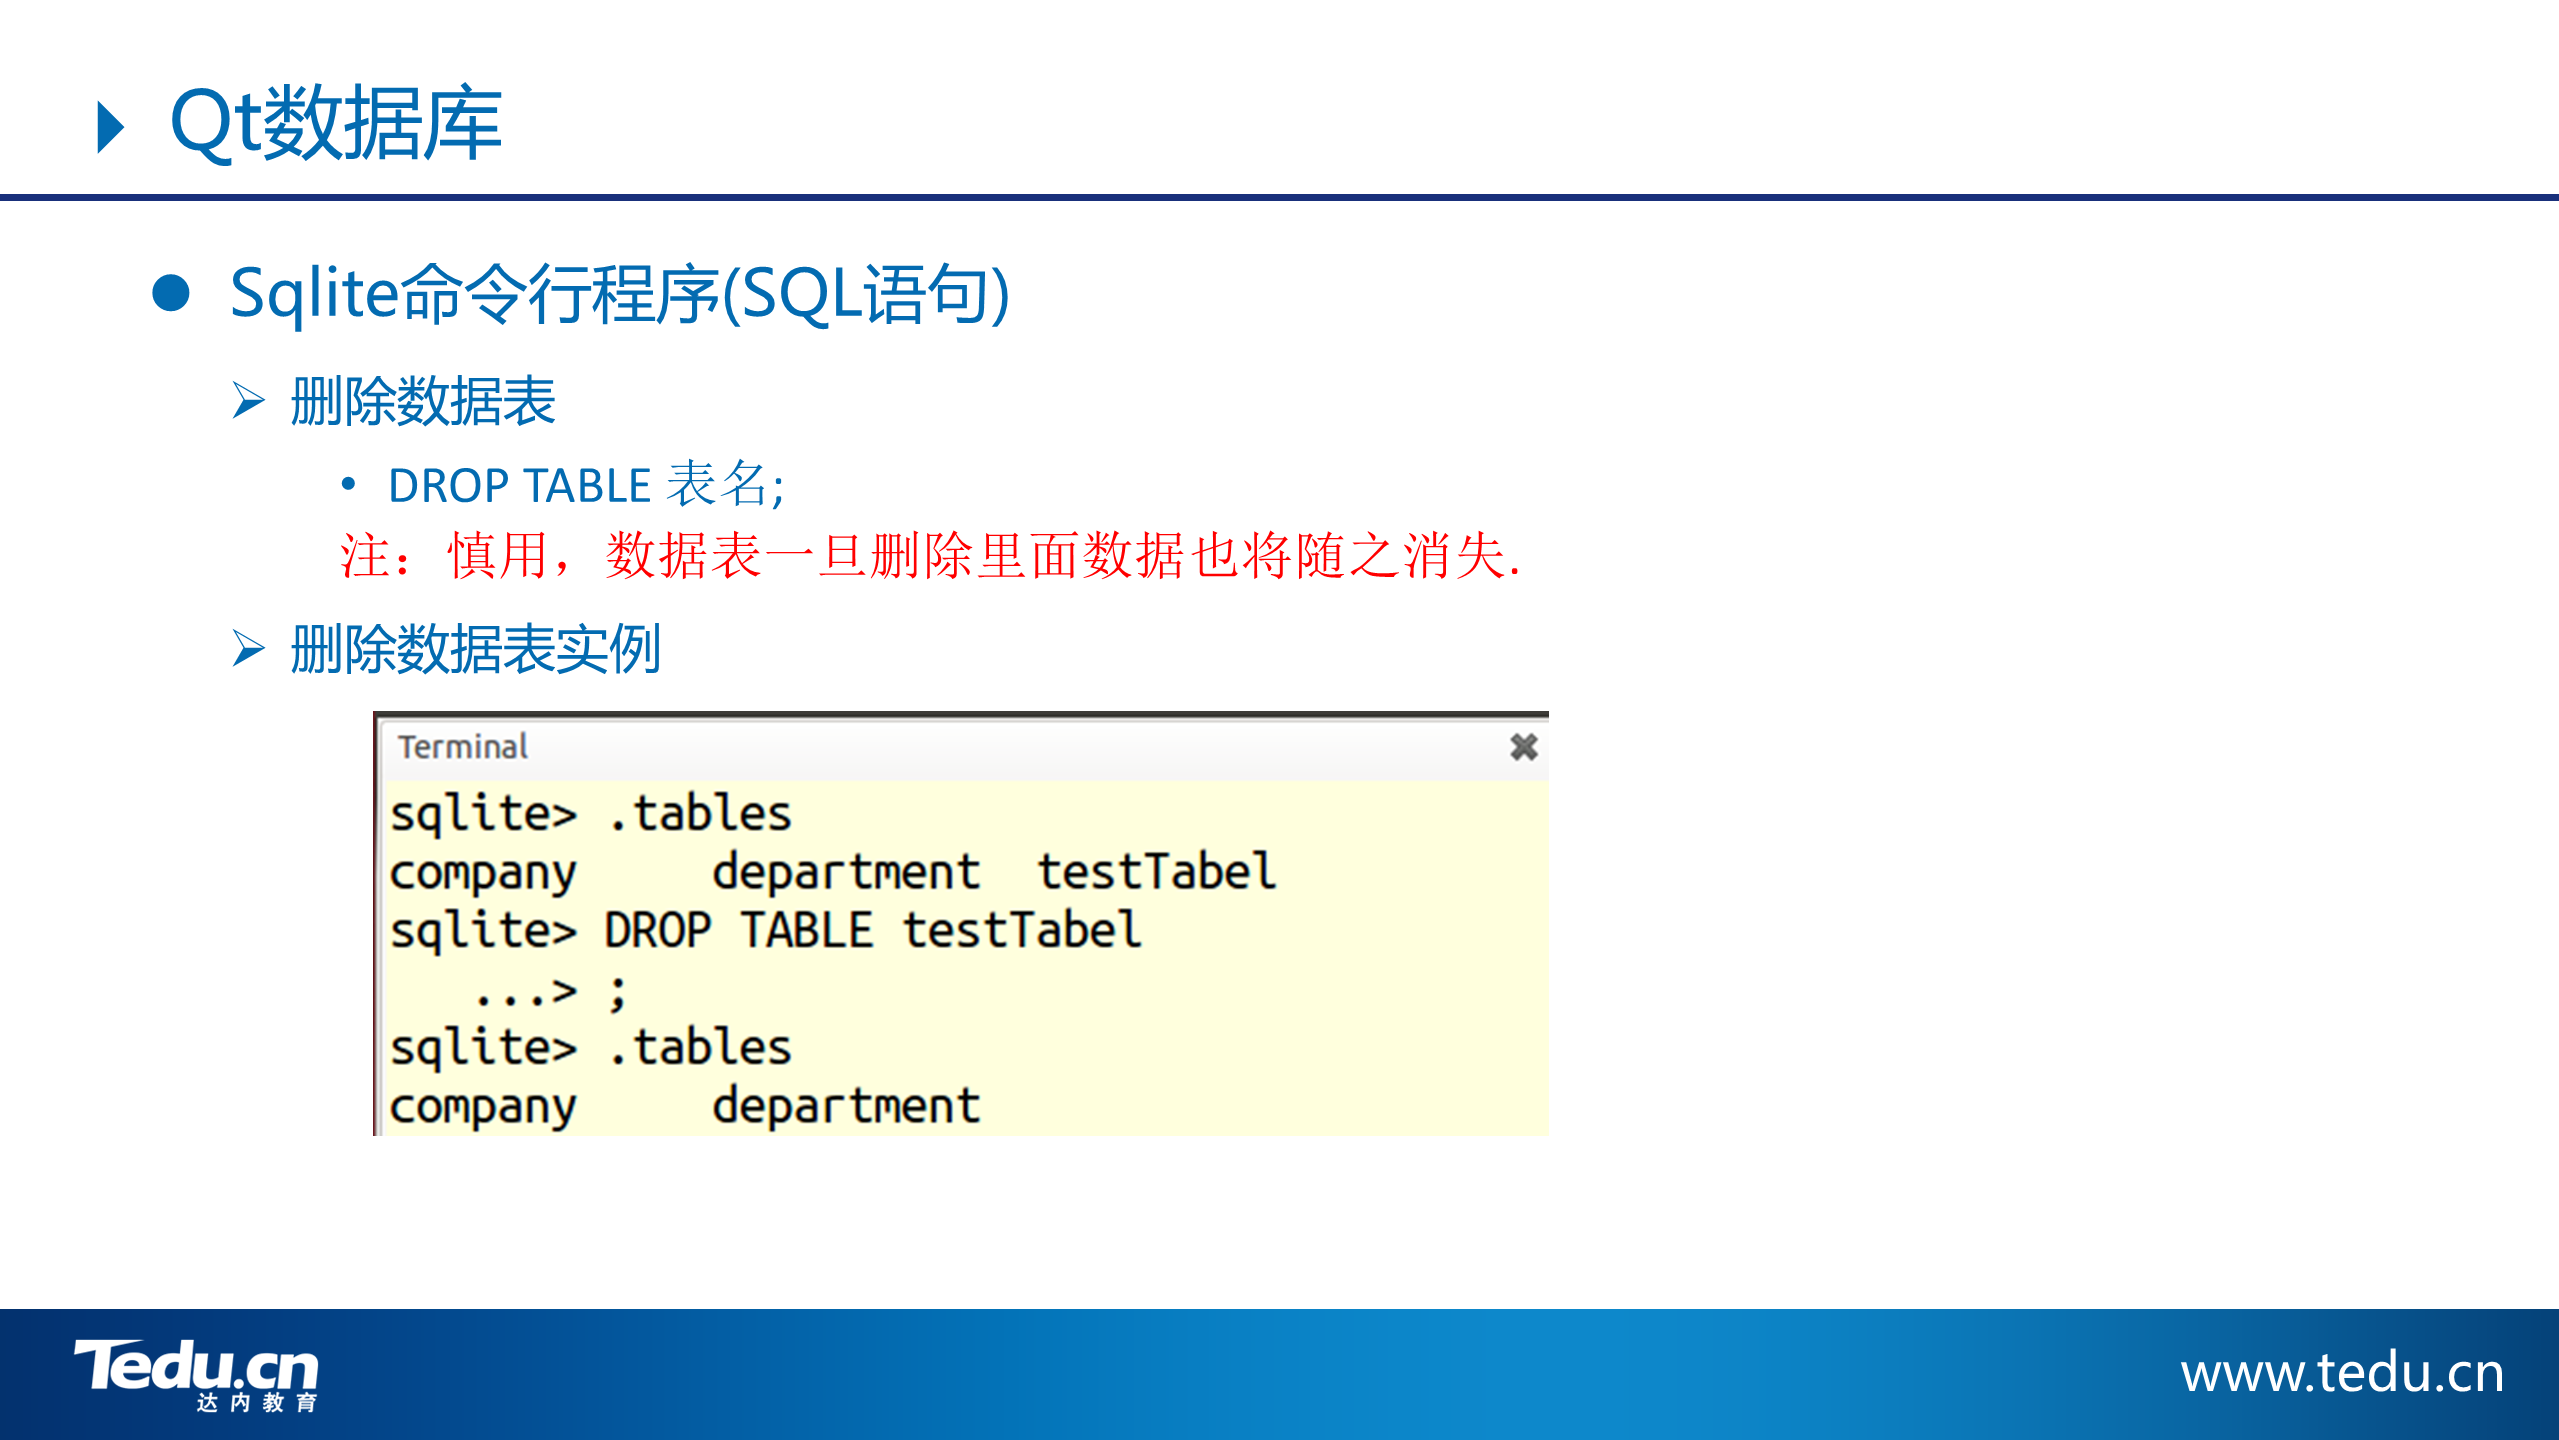 Qt数据库
Sqlite命令行程序(SQL语句)
删除数据表
• DROP TABLE 表名;
注：慎用，数据表一旦删除里面数据也将随之消失.
删除数据表实例
Terminal
sqlite> .tables
company     department  testTabel
sqlite> DROP TABLE testTabel
   ...> ;
sqlite> .tables
company     department
Tedu.cn
达内教育
www.tedu.cn